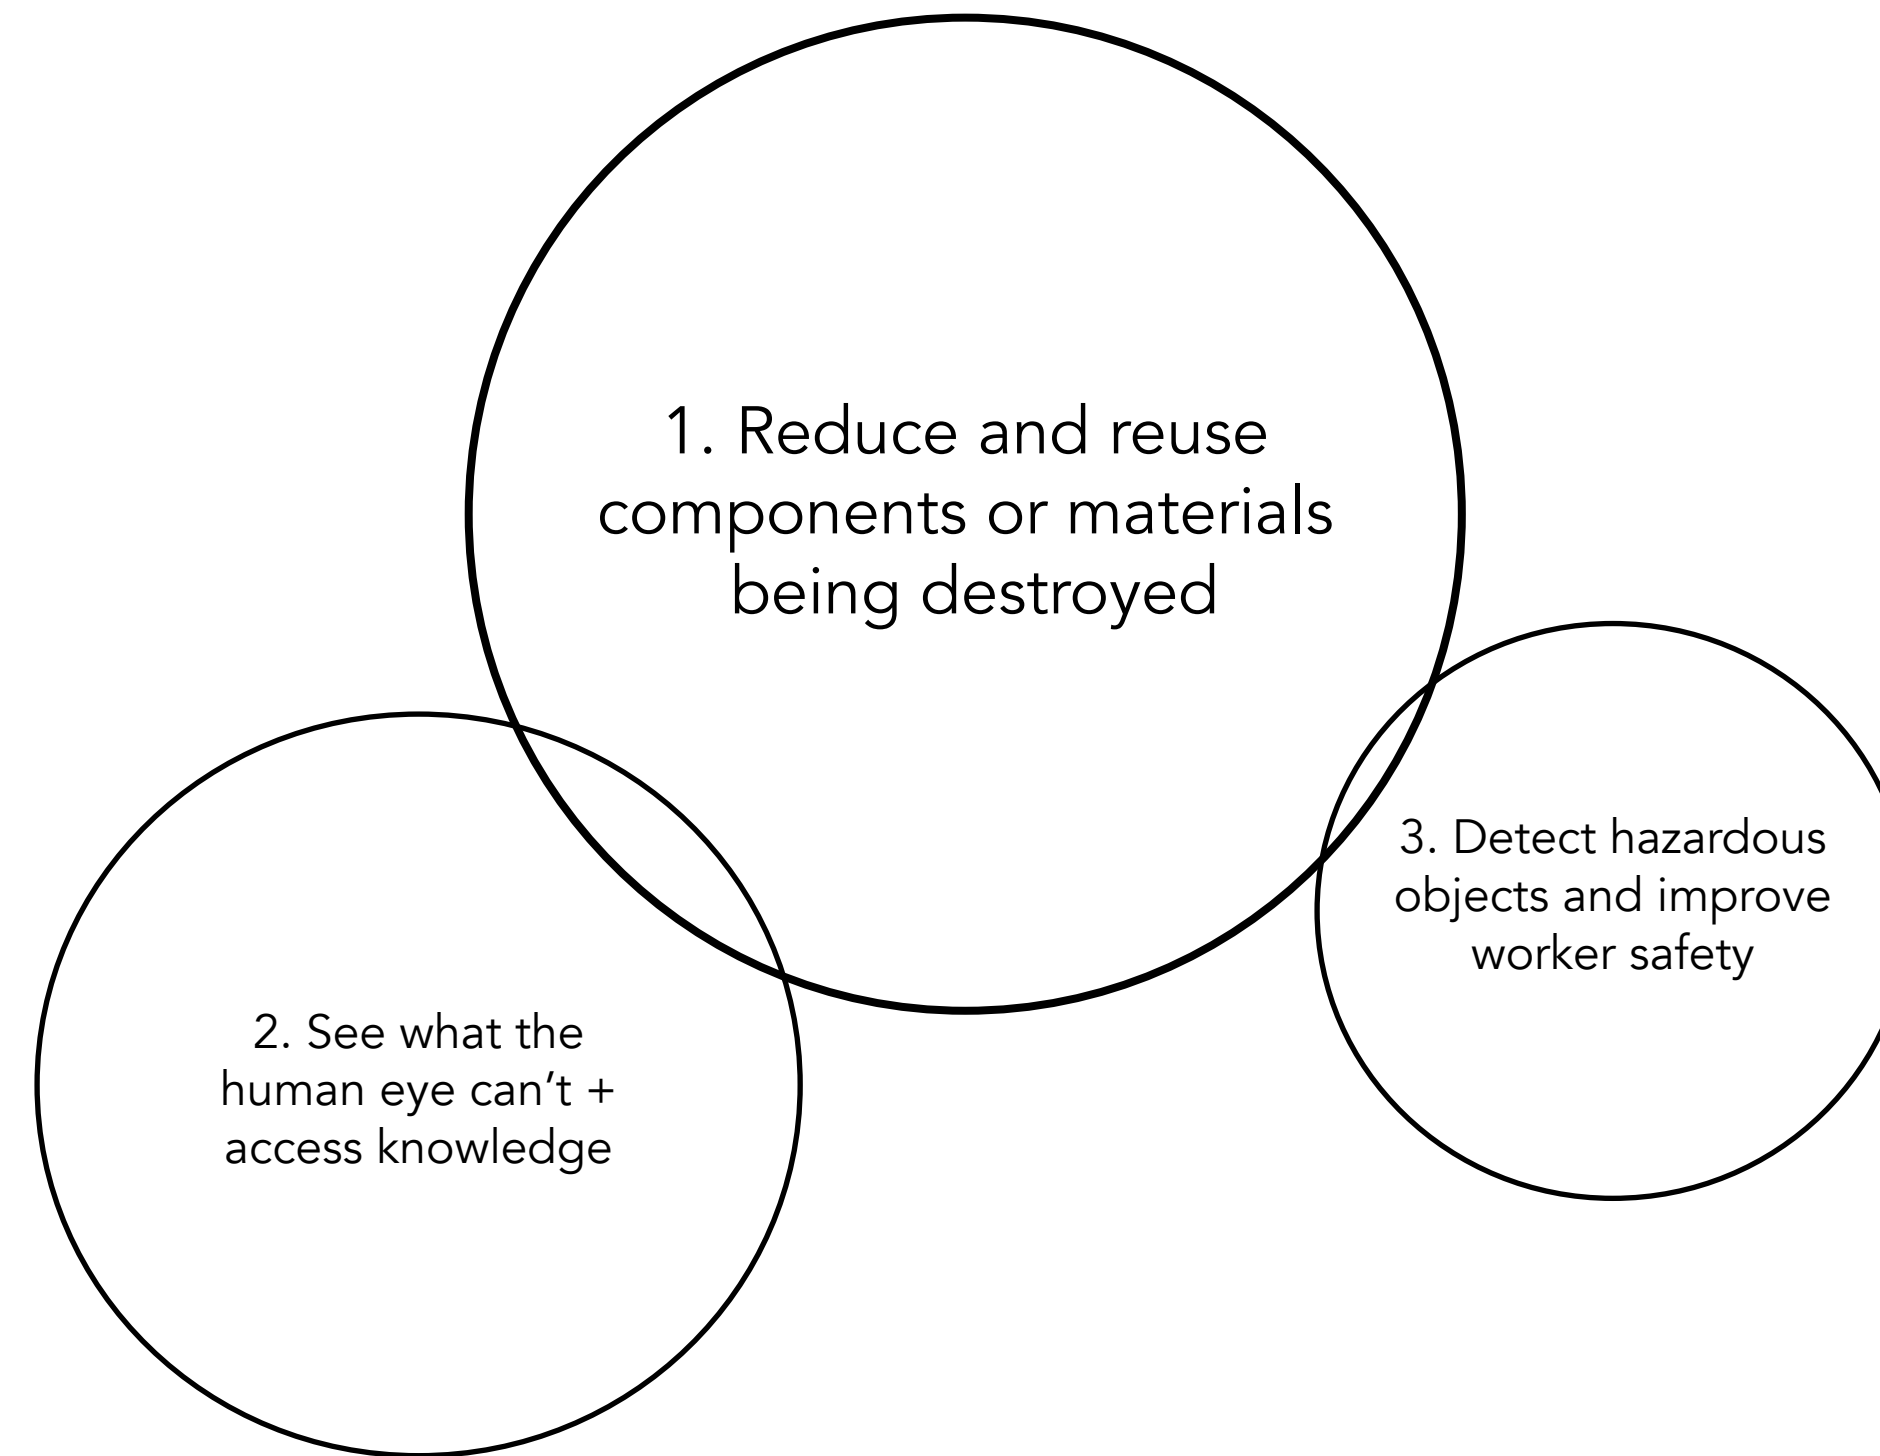 1. Reduce and reuse
components or materials
being destroyed
2. See what the
human eye can’t +
access knowledge
3. Detect hazardous
objects and improve
worker safety